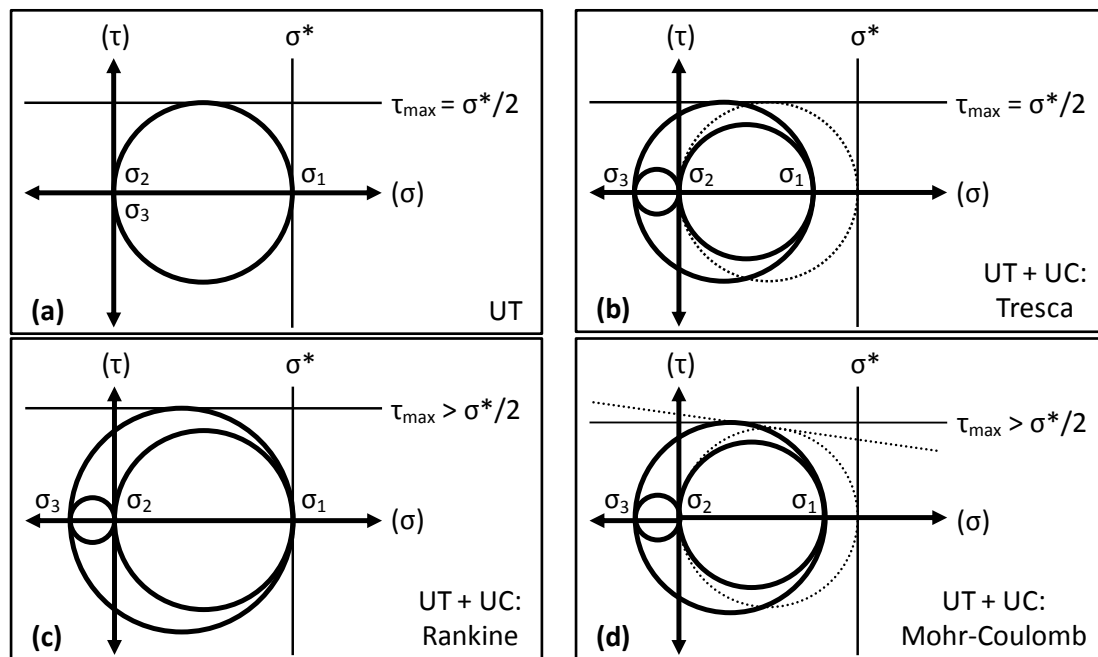 (τ)
σ*
τmax = σ*/2
σ2
σ1
σ3
(σ)
(a)
UT
(τ)
σ*
τmax = σ*/2
σ3
σ2
σ1
(σ)
(b)
UT + UC:
Tresca
(τ)
σ*
τmax > σ*/2
σ3
σ2
σ1
(σ)
(c)
UT + UC:
Rankine
(τ)
σ*
τmax > σ*/2
σ3
σ2
σ1
(σ)
(d)
UT + UC:
Mohr-Coulomb